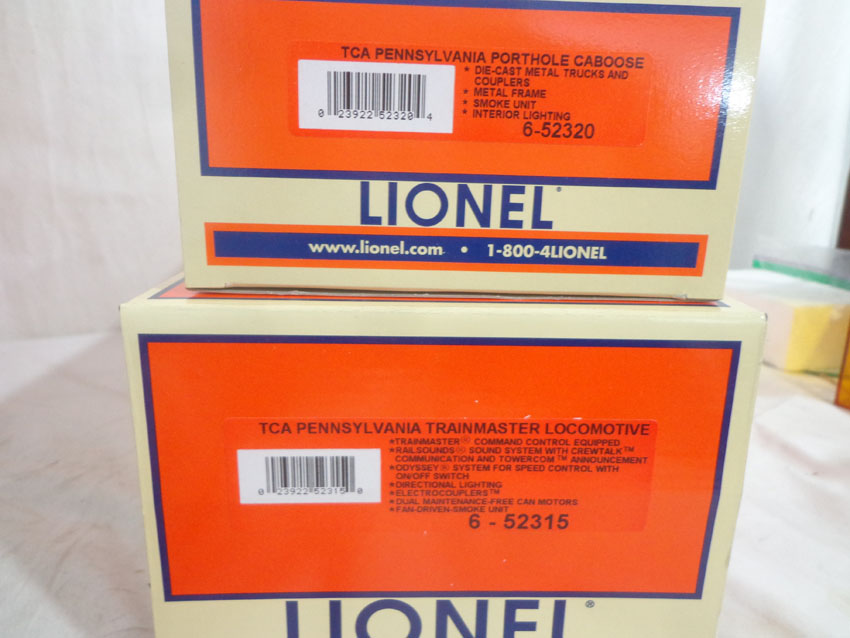 TCA PENNSYLVANIA PORTHOLE CABOOSE
* DIE-CAST METAL TRUCKS AND
COUPLERS
* METAL FRAME
* SMOKE UNIT
* INTERIOR LIGHTING
0 23922 52320 4
6-52320
LIONEL®
www.lionel.com • 1-800-4LIONEL
TCA PENNSYLVANIA TRAINMASTER LOCOMOTIVE
*TRAINMASTER® COMMAND CONTROL EQUIPPED
*RAILSOUNDS® SOUND SYSTEM WITH CREWTALK™
COMMUNICATION AND TOWERCOM™ ANNOUNCEMENT
*ODYSSEY® SYSTEM FOR SPEED CONTROL WITH
ON/OFF SWITCH
*DIRECTIONAL LIGHTING
*ELECTROCOUPLERS™
*DUAL MAINTENANCE-FREE CAN MOTORS
*FAN-DRIVEN-SMOKE UNIT
0 23922 52315 0
6 - 52315
LIONEL®